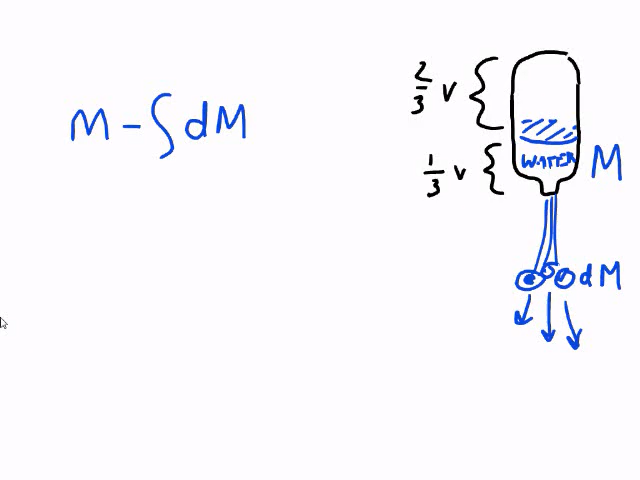 M - ∫ dM
2/3 V
1/3 V
WATER
M
dM